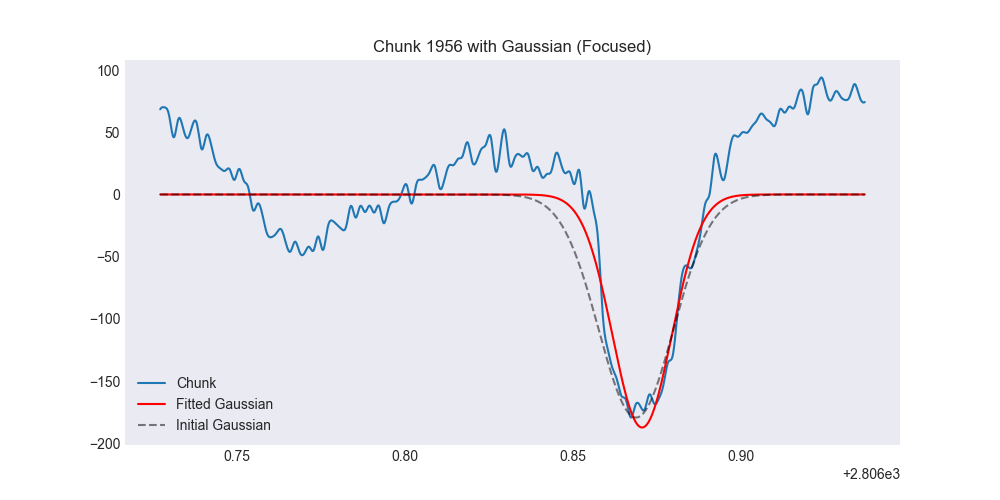 Chunk 1956 with Gaussian (Focused)
100
50
0
−50
−100
−150
−200
Chunk
Fitted Gaussian
Initial Gaussian
0.75 0.80 0.85 0.90
+2.806e3